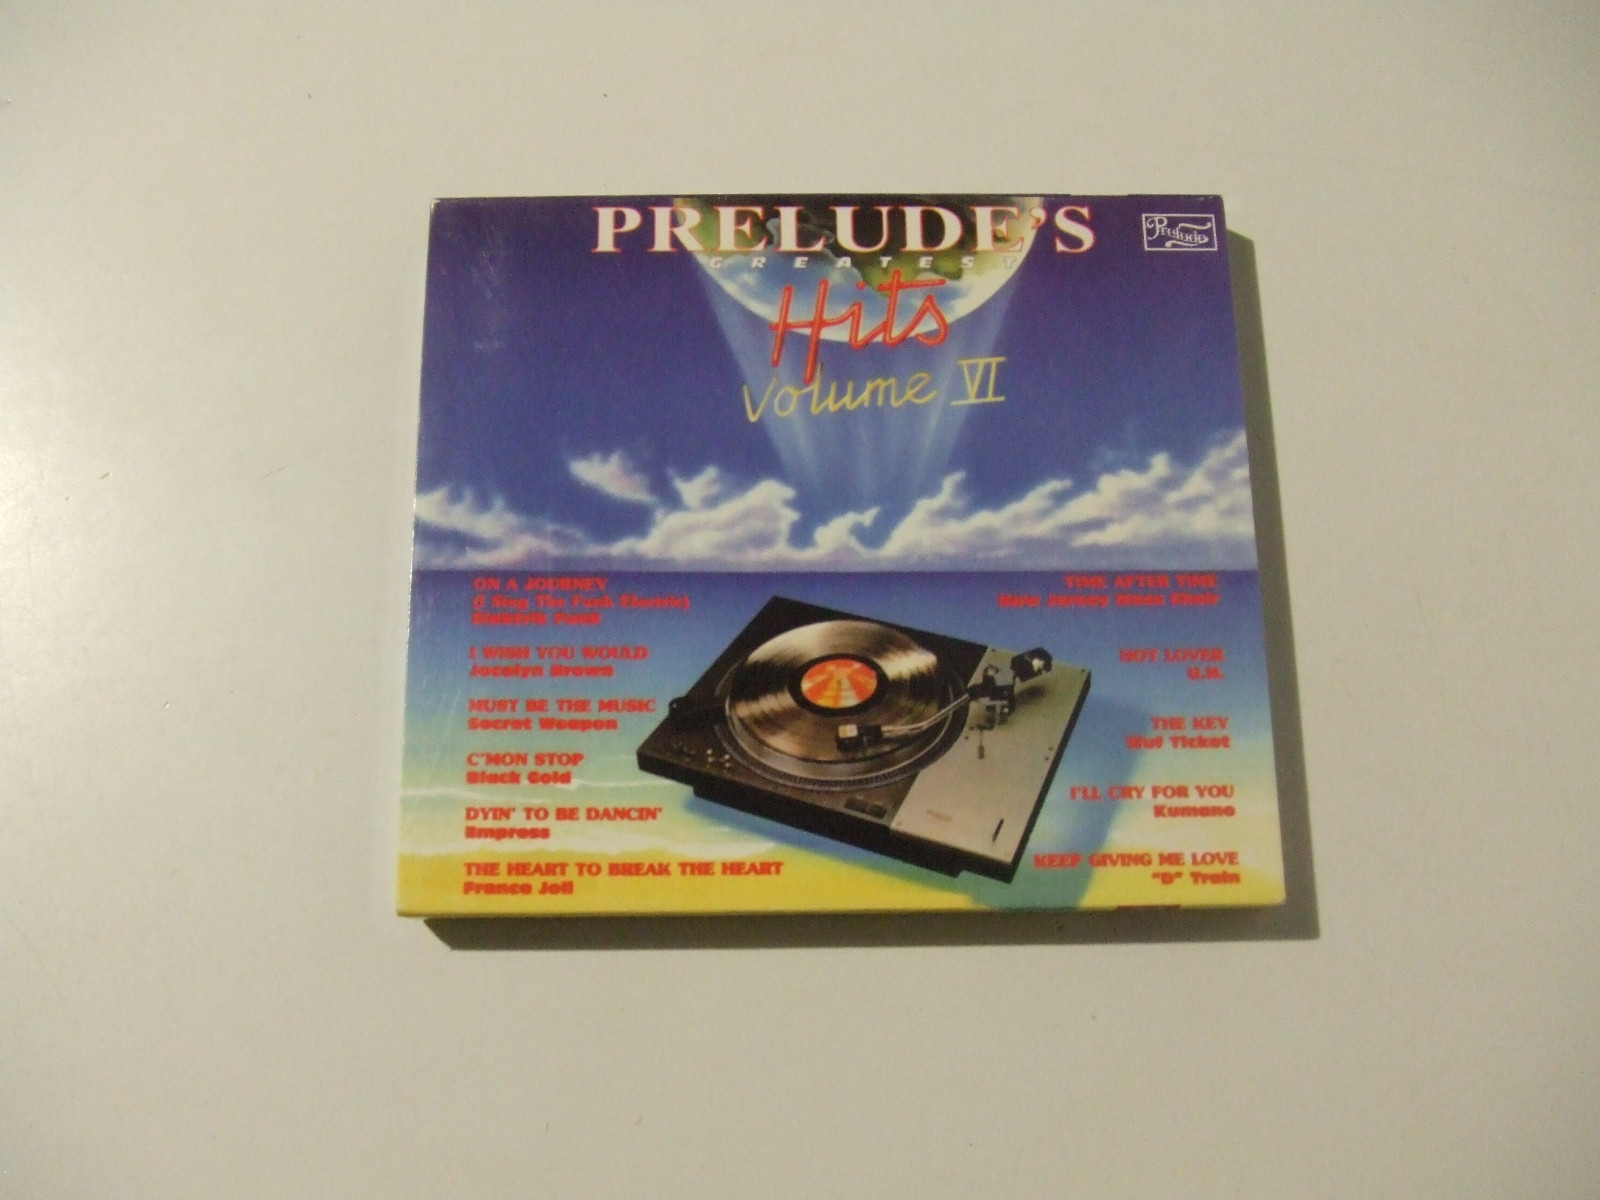 PRELUDE'S
Prelude
GREATEST
Hits
Volume VI
ON A JOURNEY
(I Sing The Funk Electric)
Elektrik Funk
I WISH YOU WOULD
Jocelyn Brown
MUST BE THE MUSIC
Secret Weapon
C'MON STOP
Black Gold
DYIN' TO BE DANCIN'
Empress
THE HEART TO BREAK THE HEART
France Joli
TIME AFTER TIME
New Jersey Mass Choir
HOT LOVER
U.N.
THE KEY
Wuf Ticket
I'LL CRY FOR YOU
Kumano
KEEP GIVING ME LOVE
"D" Train